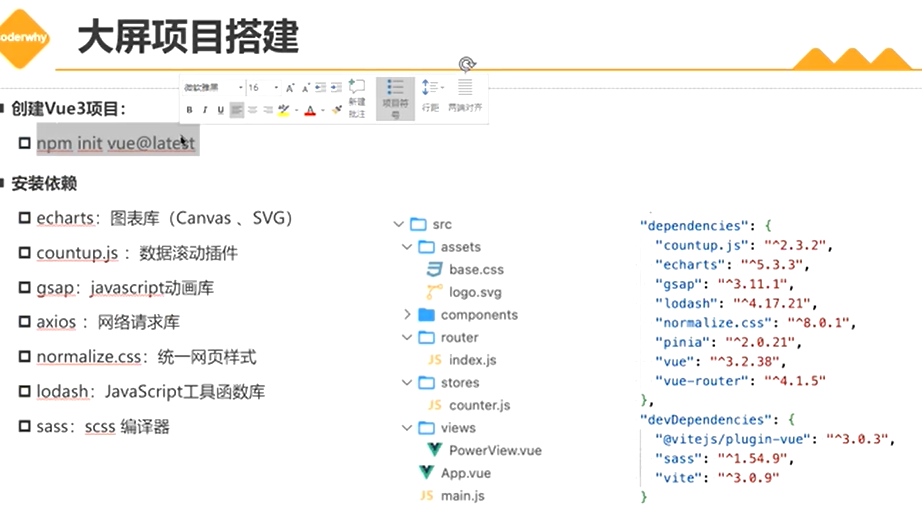 oderwhy
大屏项目搭建
微软雅黑 16
B I U A
新建批注
项目符号
行距
两端对齐
创建Vue3项目：
npm init vue@latest
安装依赖
echarts：图表库（Canvas 、SVG）
countup.js ：数据滚动插件
gsap：javascript动画库
axios ：网络请求库
normalize.css：统一网页样式
lodash：JavaScript工具函数库
sass：scss 编译器
src
assets
base.css
logo.svg
components
router
JS index.js
stores
JS counter.js
views
PowerView.vue
App.vue
JS main.js
"dependencies": {
"countup.js": "^2.3.2",
"echarts": "^5.3.3",
"gsap": "^3.11.1",
"lodash": "^4.17.21",
"normalize.css": "^8.0.1",
"pinia": "^2.0.21",
"vue": "^3.2.38",
"vue-router": "^4.1.5"
},
"devDependencies": {
"@vitejs/plugin-vue": "^3.0.3",
"sass": "^1.54.9",
"vite": "^3.0.9"
}